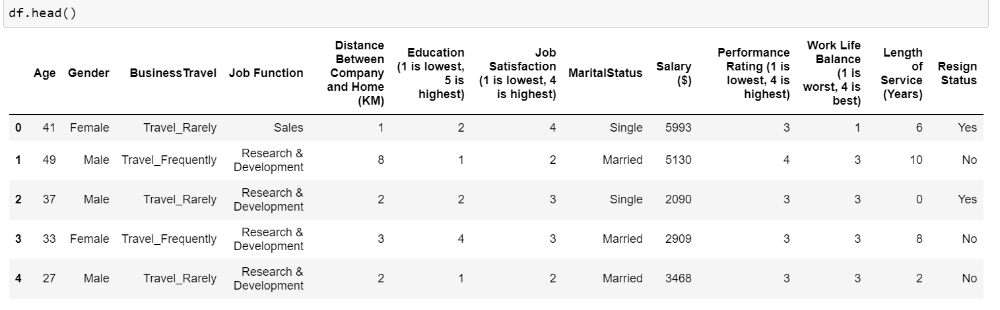 df.head()
Age Gender BusinessTravel Job Function Distance Between Company and Home (KM) Education (1 is lowest, 5 is highest) Job Satisfaction (1 is lowest, 4 is highest) MaritalStatus Salary ($) Performance Rating (1 is lowest, 4 is highest) Work Life Balance (1 is worst, 4 is best) Length of Service (Years) Resign Status
0 41 Female Travel_Rarely Sales 1 2 4 Single 5993 3 1 6 Yes
1 49 Male Travel_Frequently Research & Development 8 1 2 Married 5130 4 3 10 No
2 37 Male Travel_Rarely Research & Development 2 2 3 Single 2090 3 3 0 Yes
3 33 Female Travel_Frequently Research & Development 3 4 3 Married 2909 3 3 8 No
4 27 Male Travel_Rarely Research & Development 2 1 2 Married 3468 3 3 2 No